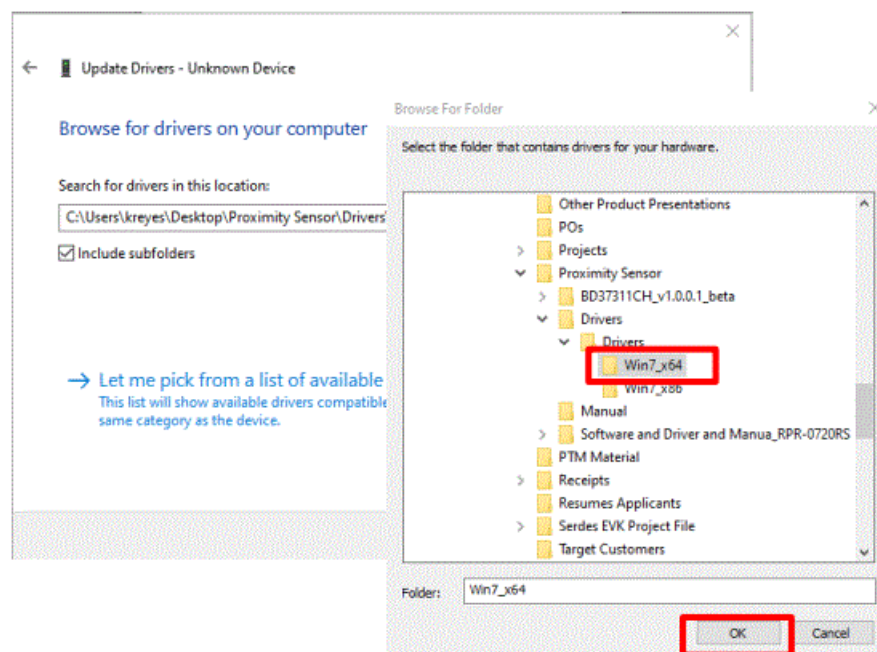 Update Drivers - Unknown Device
Browse for drivers on your computer
Search for drivers in this location:
C:\Users\kreyes\Desktop\Proximity Sensor\Drivers\
Include subfolders
Let me pick from a list of available
This list will show available drivers compatible
same category as the device.
Browse For Folder
Select the folder that contains drivers for your hardware.
Other Product Presentations
POs
Projects
Proximity Sensor
BD37311CH_v1.0.0.1_beta
Drivers
Drivers
Win7_x64
Win7_x86
Manual
Software and Driver and Manua_RPR-0720RS
PTM Material
Receipts
Resumes Applicants
Serdes EVK Project File
Target Customers
Folder:
Win7_x64
OK
Cancel